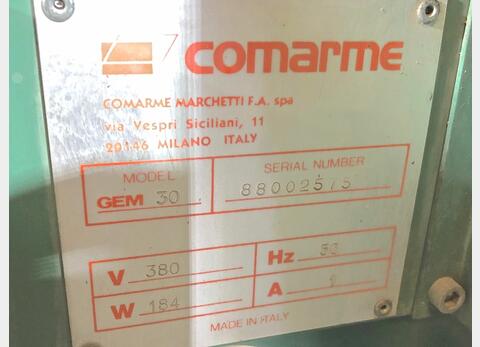 comarme
COMARME MARCHETTI F.A. spa
via Vespri Siciliani, 11
20146 MILANO ITALY
MODEL
GEM 30
SERIAL NUMBER
88002575
V 380
Hz 50
W 184
A 1
MADE IN ITALY